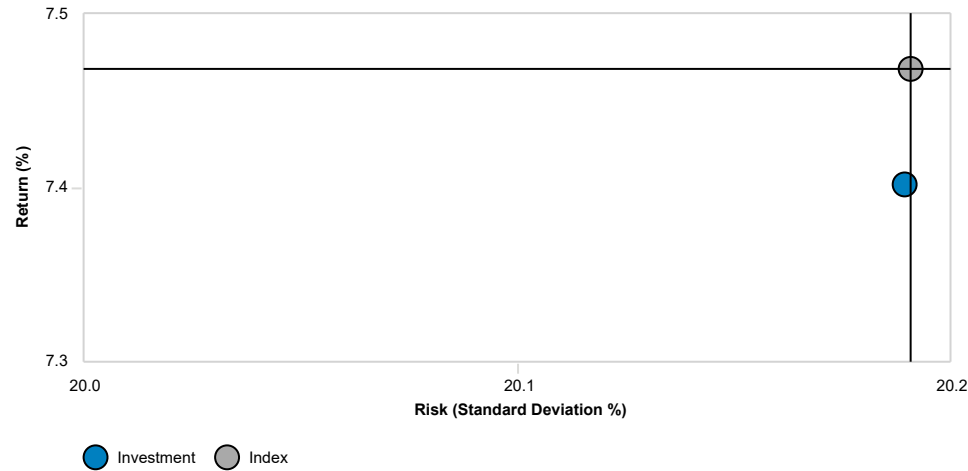 7.5
7.4
7.3
Return (%)
20.0
20.1
20.2
Risk (Standard Deviation %)
Investment
Index